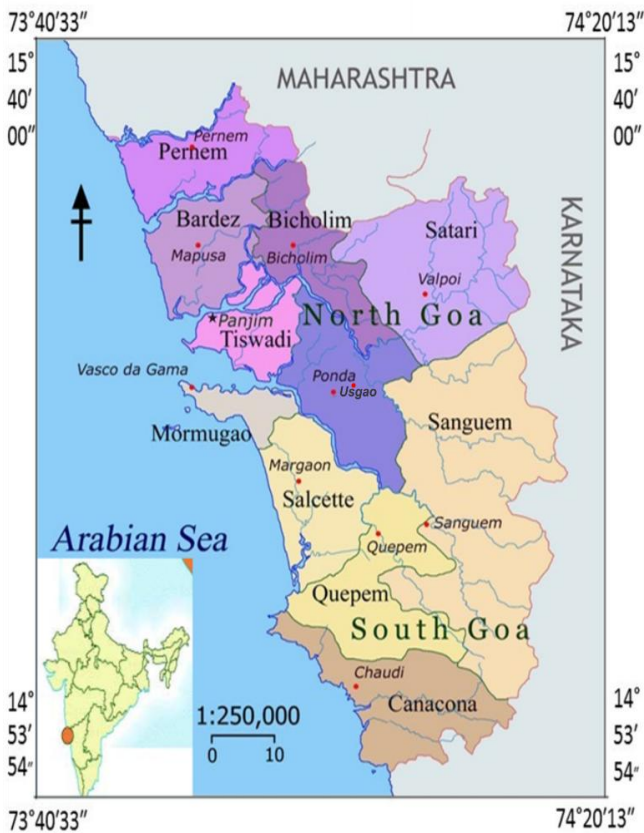 73°40'33"
74°20'13"
15°
40'
00"
15°
40'
00"
MAHARASHTRA
Pernem
Pernem
KARNATAKA
Bardez
Bicholim
Satari
Mapusa
Bicholim
Valpoi
Panjim
North Goa
Tiswadi
Vasco da Gama
Ponda
Usgao
Mormugao
Sanguem
Margaon
Salcette
Sanguem
Arabian Sea
Quepem
Quepem
South Goa
Chaudi
Canacona
14°
53'
54"
1:250,000
0 10
14°
53'
54"
73°40'33"
74°20'13"